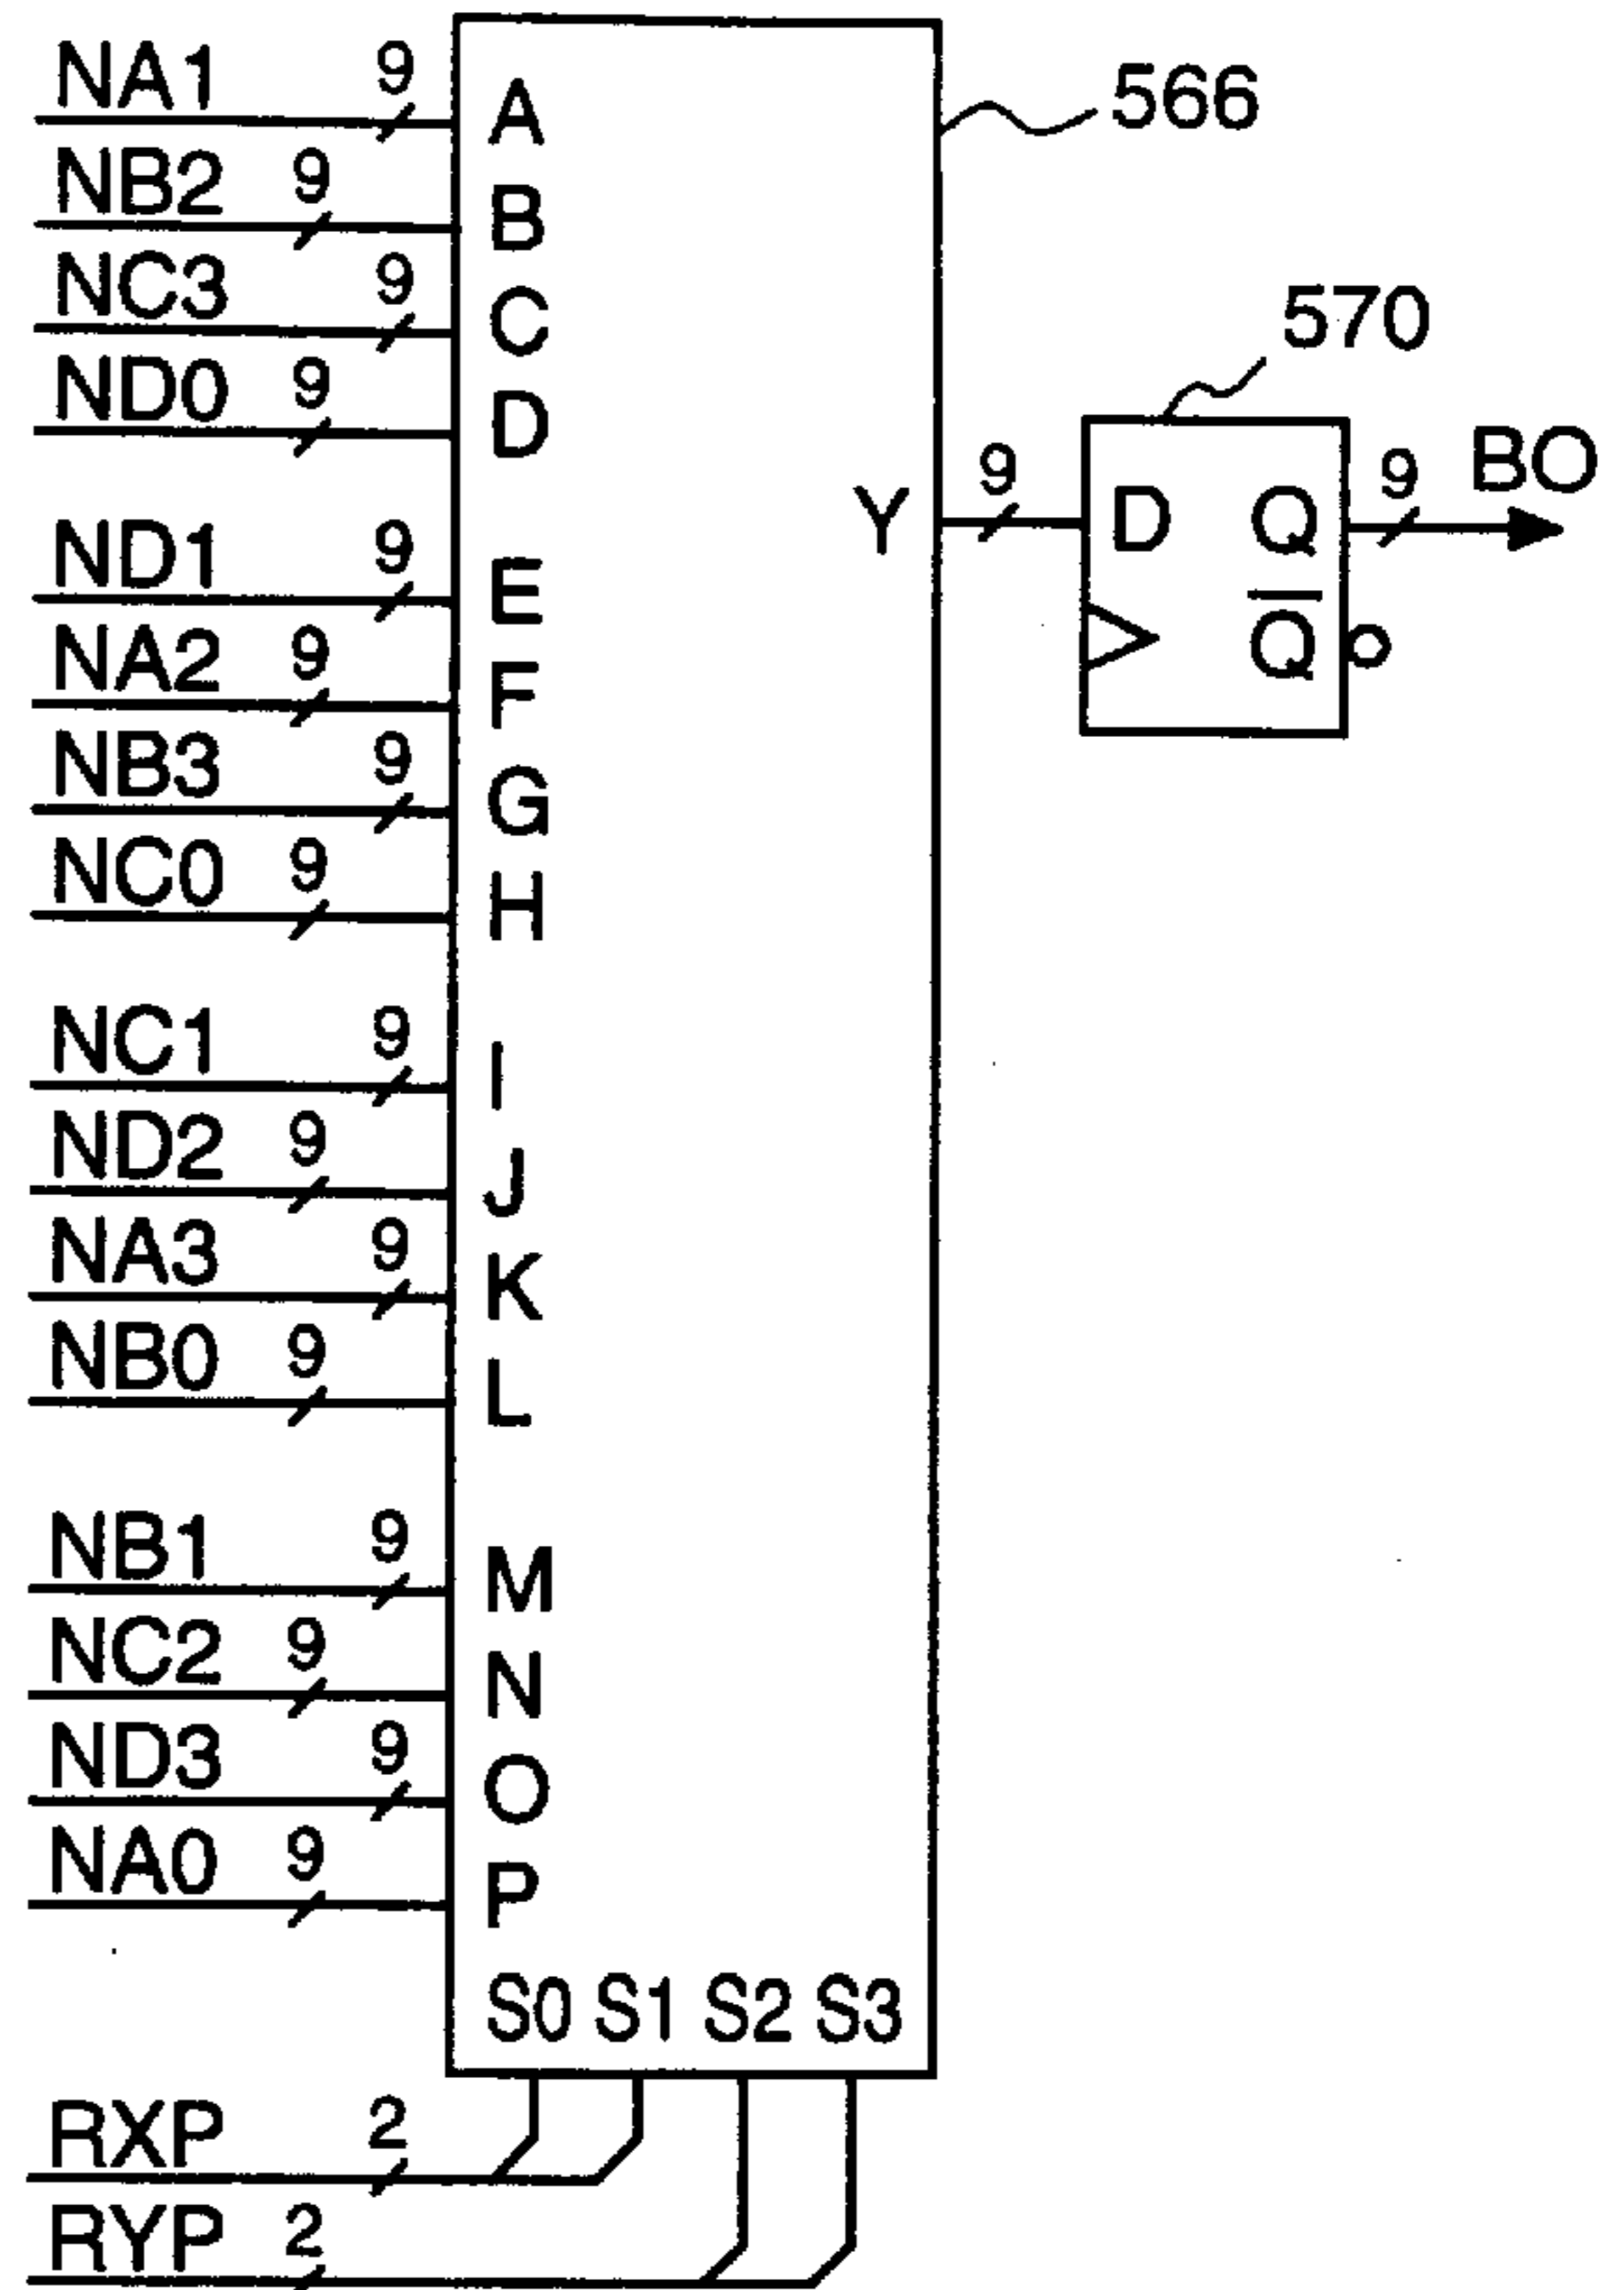 NA1 9 A 566
NB2 9 B
NC3 9 C
570
ND0 9 D
Y 9 D Q 9 BO
ND1 9 E
Q
NA2 9 F
NB3 9 G
NC0 9 H
NC1 9 I
ND2 9 J
NA3 9 K
NB0 9 L
NB1 9 M
NC2 9 N
ND3 9 O
NA0 9 P
S0 S1 S2 S3
RXP 2
RYP 2